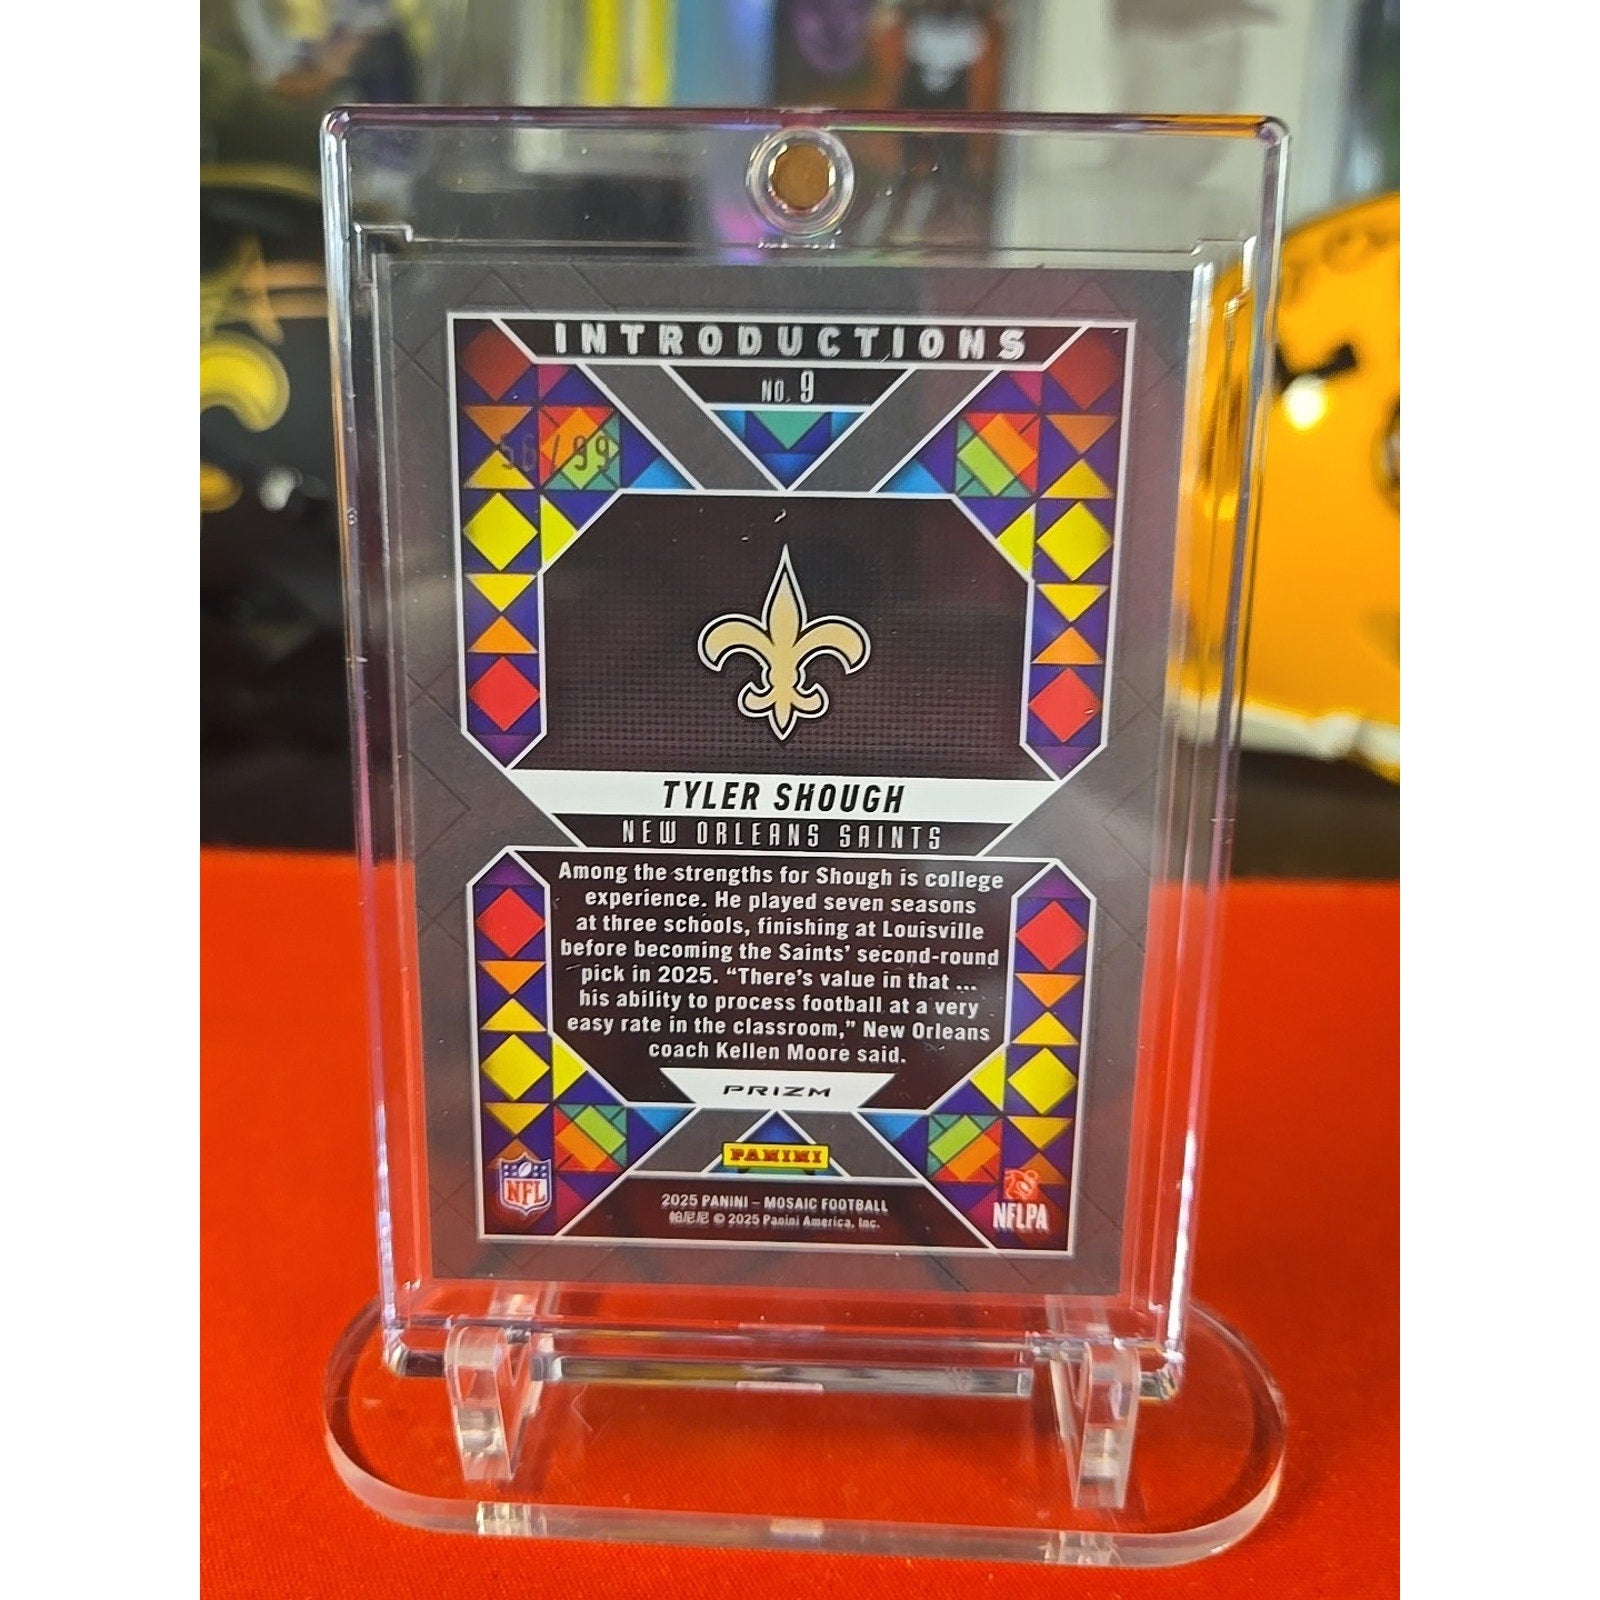 INTRODUCTIONS
NO. 9
/99
TYLER SHOUGH
NEW ORLEANS SAINTS
Among the strengths for Shough is college
experience. He played seven seasons
at three schools, finishing at Louisville
before becoming the Saints' second-round
pick in 2025. “There's value in that ...
his ability to process football at a very
easy rate in the classroom,” New Orleans
coach Kellen Moore said.
PRIZM
PANINI
NFL
NFLPA
2025 PANINI – MOSAIC FOOTBALL
帕尼尼 © 2025 Panini America, Inc.